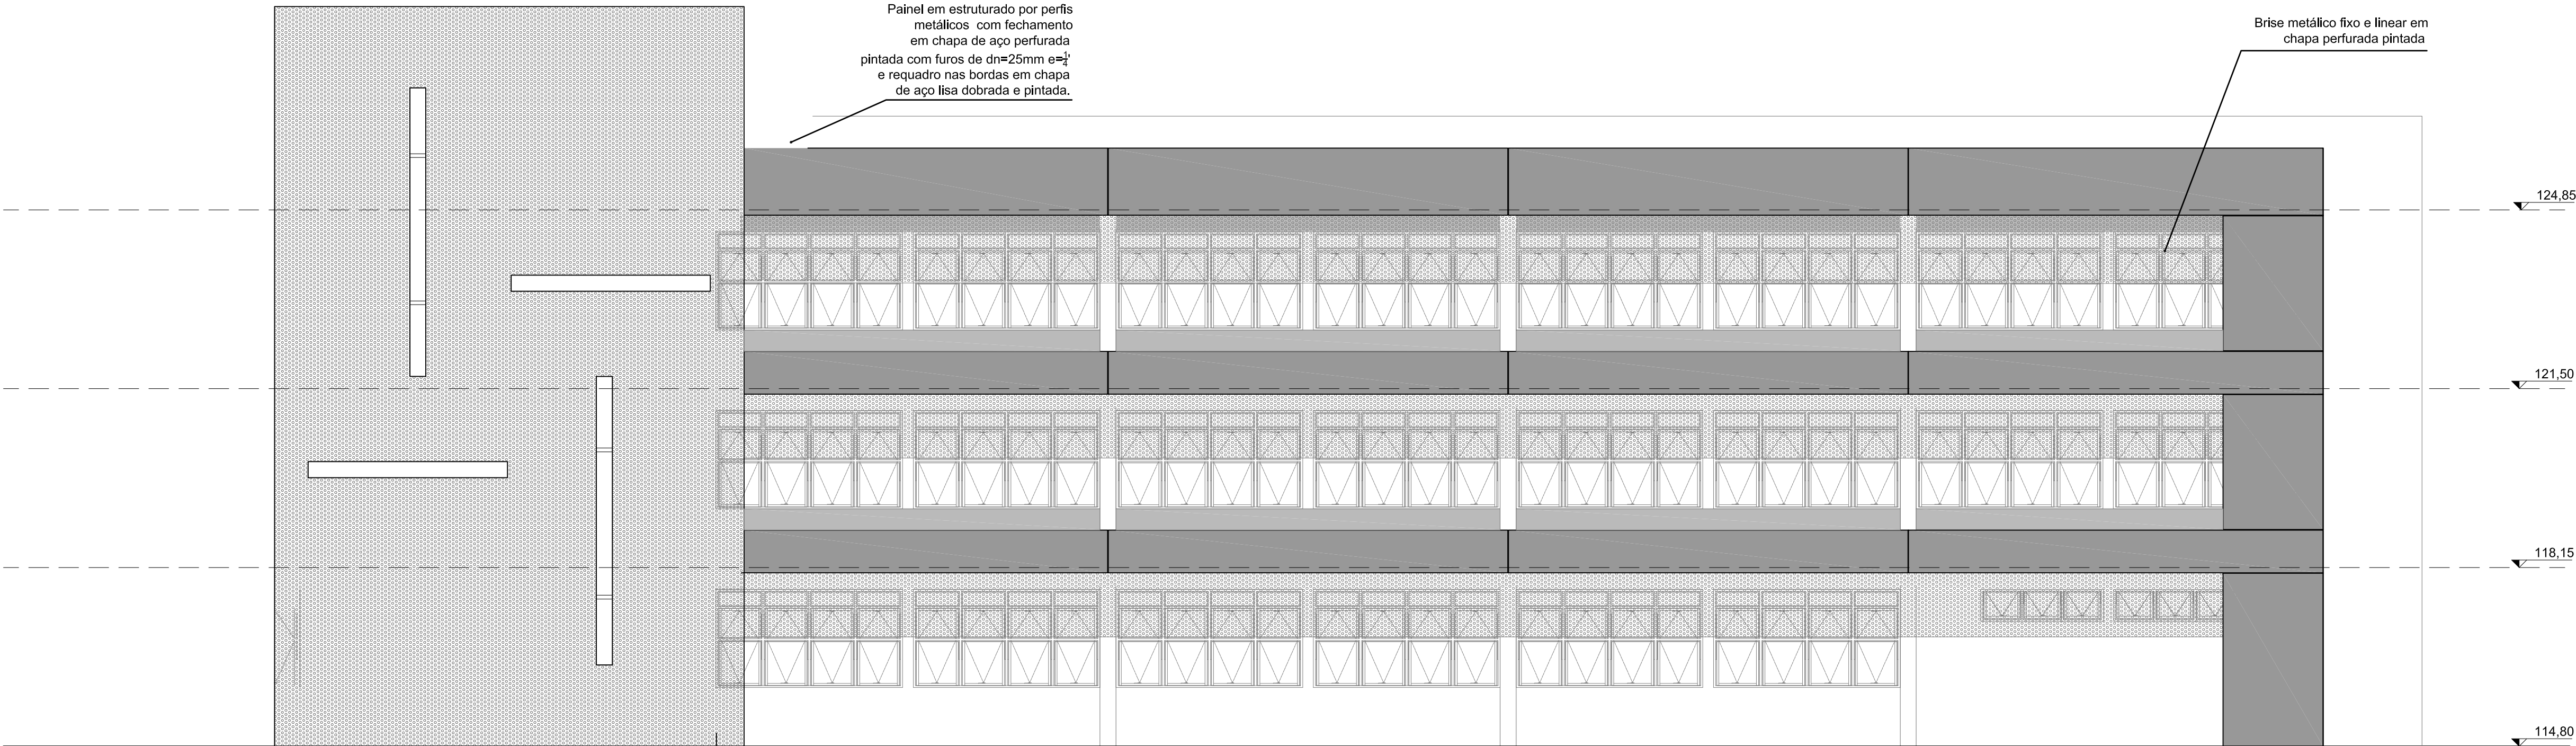 Painel em estruturado por perfis
metálicos com fechamento
em chapa de aço perfurada
pintada com furos de dn=25mm e=¼'
e requadro nas bordas em chapa
de aço lisa dobrada e pintada.
Brise metálico fixo e linear em
chapa perfurada pintada
124,85
121,50
118,15
114,80